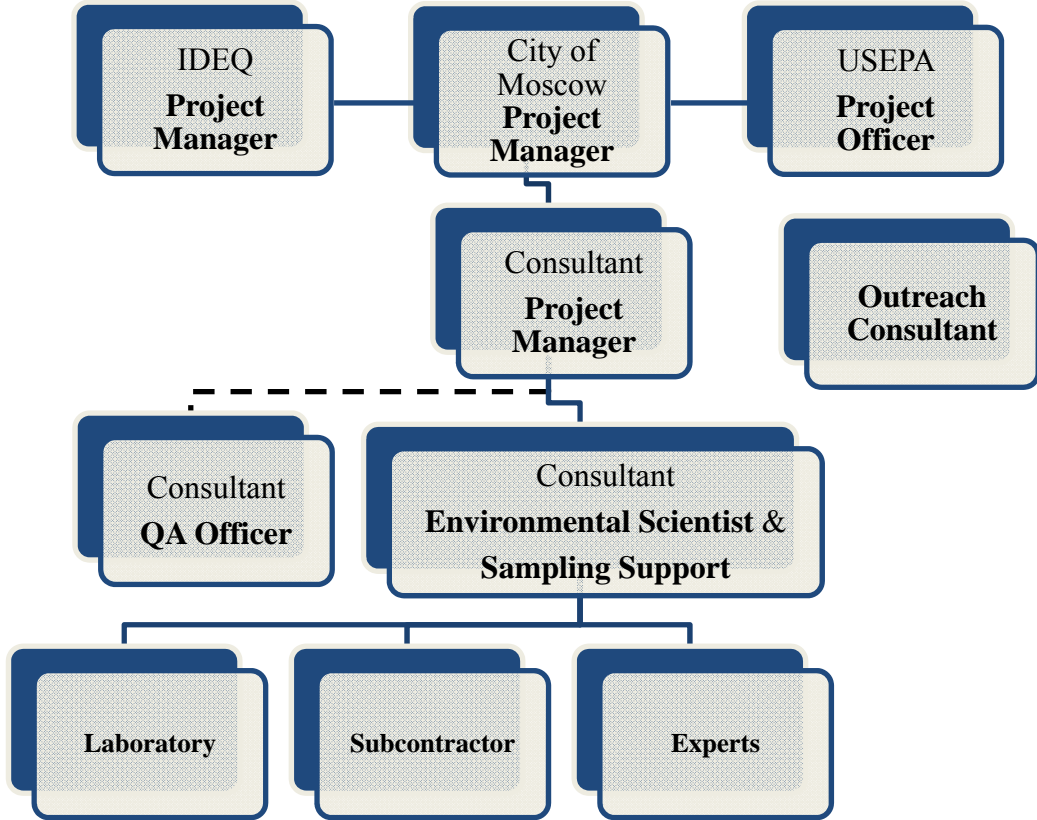 IDEQ
Project
Manager
City of
Moscow
Project
Manager
USEPA
Project
Officer
Consultant
Project
Manager
Outreach
Consultant
Consultant
QA Officer
Consultant
Environmental Scientist &
Sampling Support
Laboratory
Subcontractor
Experts